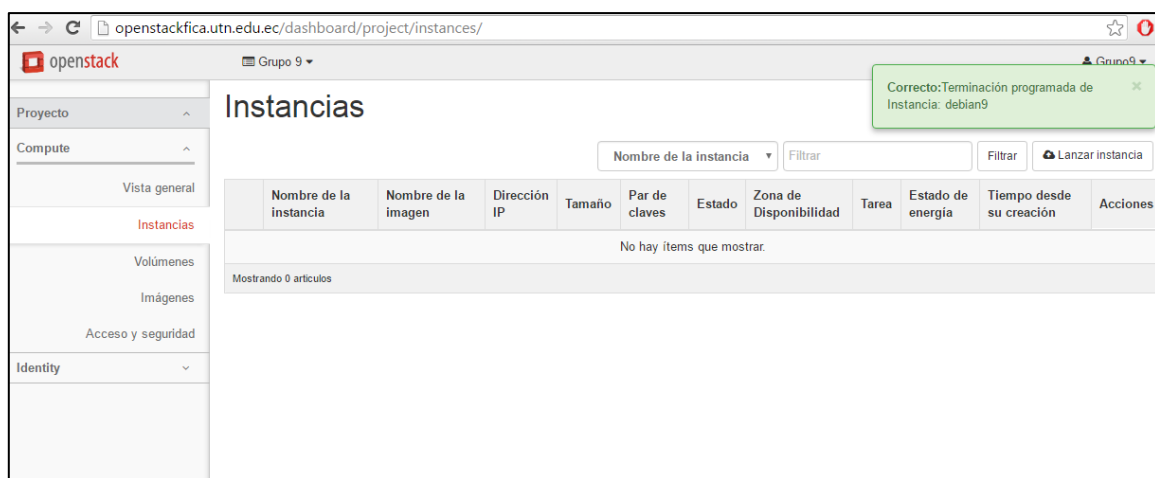 openstackfica.utn.edu.ec/dashboard/project/instances/
openstack
Grupo 9
Grupo9
Correcto:Terminación programada de
Instancia: debian9
Proyecto
Compute
Vista general
Instancias
Volúmenes
Imágenes
Acceso y seguridad
Identity
Instancias
Nombre de la instancia
Filtrar
Filtrar
Lanzar instancia
Nombre de la
instancia
Nombre de la
imagen
Dirección
IP
Tamaño
Par de
claves
Estado
Zona de
Disponibilidad
Tarea
Estado de
energía
Tiempo desde
su creación
Acciones
No hay ítems que mostrar.
Mostrando 0 articulos